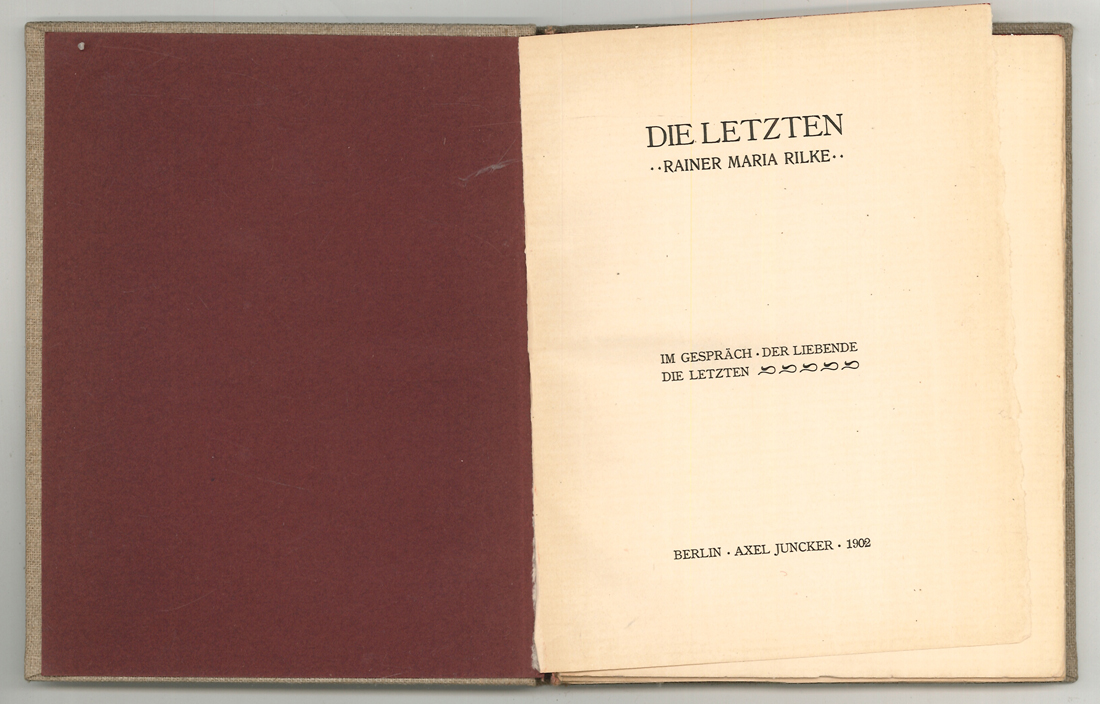 DIE LETZTEN
··RAINER MARIA RILKE··
IM GESPRÄCH · DER LIEBENDE
DIE LETZTEN
BERLIN · AXEL JUNCKER · 1902